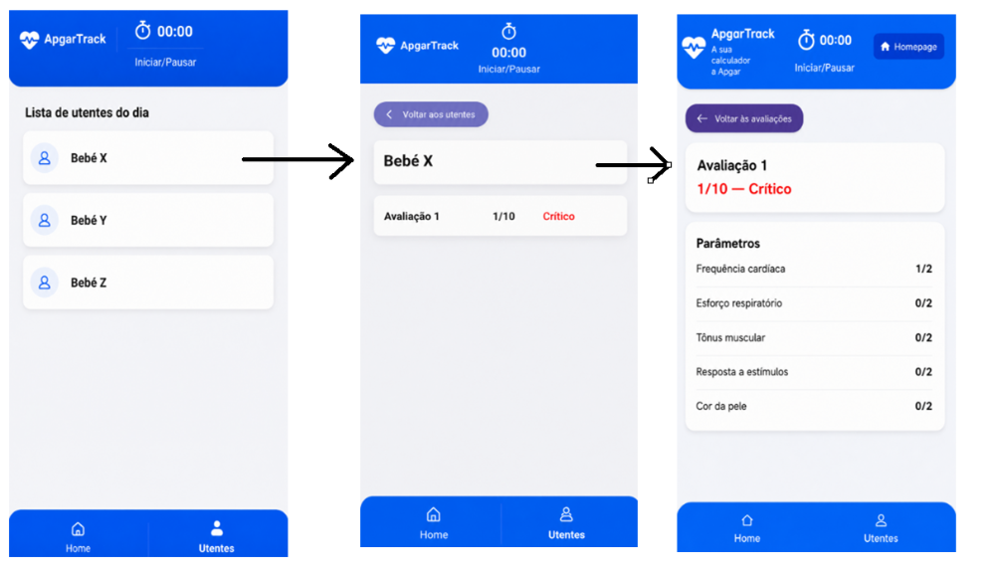 ApgarTrack
00:00
Iniciar/Pausar
Lista de utentes do dia
Bebé X
Bebé Y
Bebé Z
Home
Utentes
ApgarTrack
00:00
Iniciar/Pausar
Voltar aos utentes
Bebé X
Avaliação 1 1/10 Crítico
Home
Utentes
ApgarTrack
A sua
calculador
a Apgar
00:00
Iniciar/Pausar
Homepage
Voltar às avaliações
Avaliação 1
1/10 — Crítico
Parâmetros
Frequência cardíaca 1/2
Esforço respiratório 0/2
Tônus muscular 0/2
Resposta a estímulos 0/2
Cor da pele 0/2
Home
Utentes